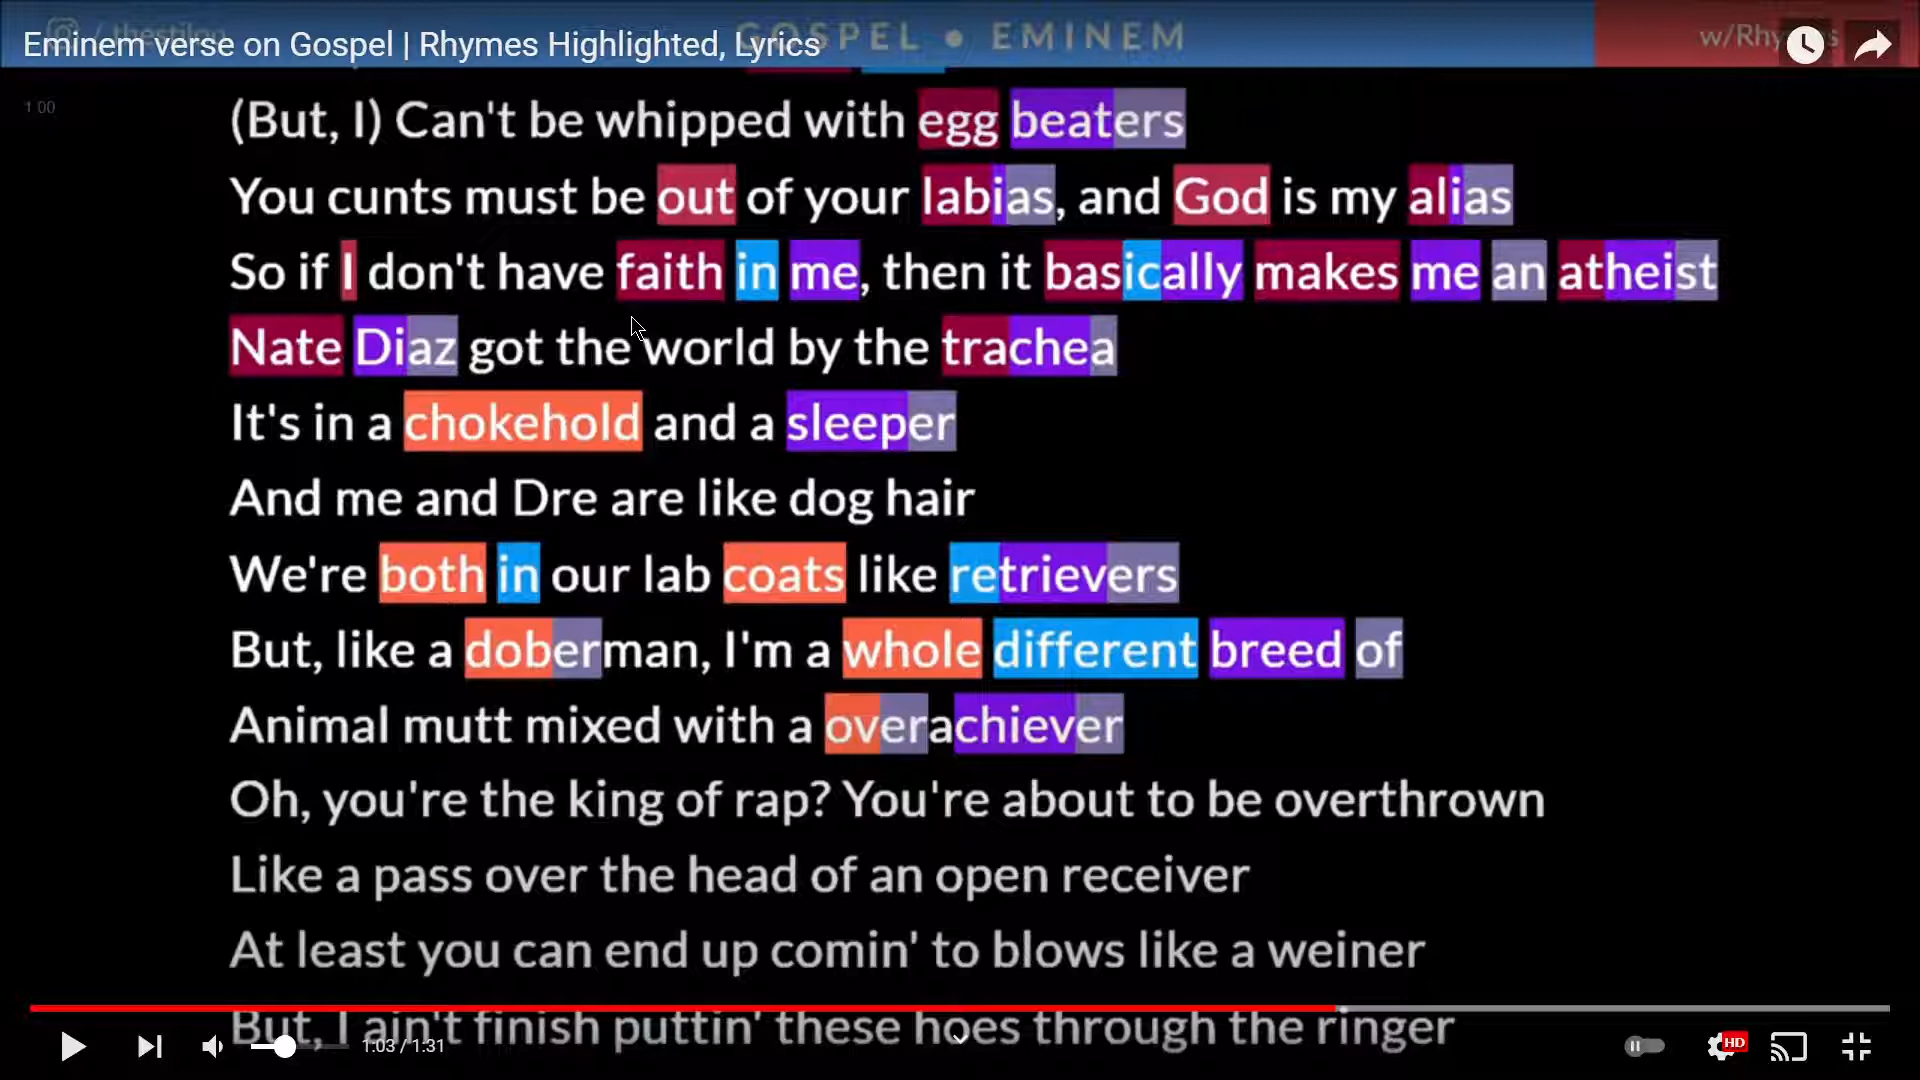 Eminem verse on Gospel | Rhymes Highlighted, Lyrics
GOSPEL • EMINEM
1 00
(But, I) Can't be whipped with egg beaters
You cunts must be out of your labias, and God is my alias
So if I don't have faith in me, then it basically makes me an atheist
Nate Diaz got the world by the trachea
It's in a chokehold and a sleeper
And me and Dre are like dog hair
We're both in our lab coats like retrievers
But, like a doberman, I'm a whole different breed of
Animal mutt mixed with a overachiever
Oh, you're the king of rap? You're about to be overthrown
Like a pass over the head of an open receiver
At least you can end up comin' to blows like a weiner
But, I ain't finish puttin' these hoes through the ringer
1:03 / 1:31
HD